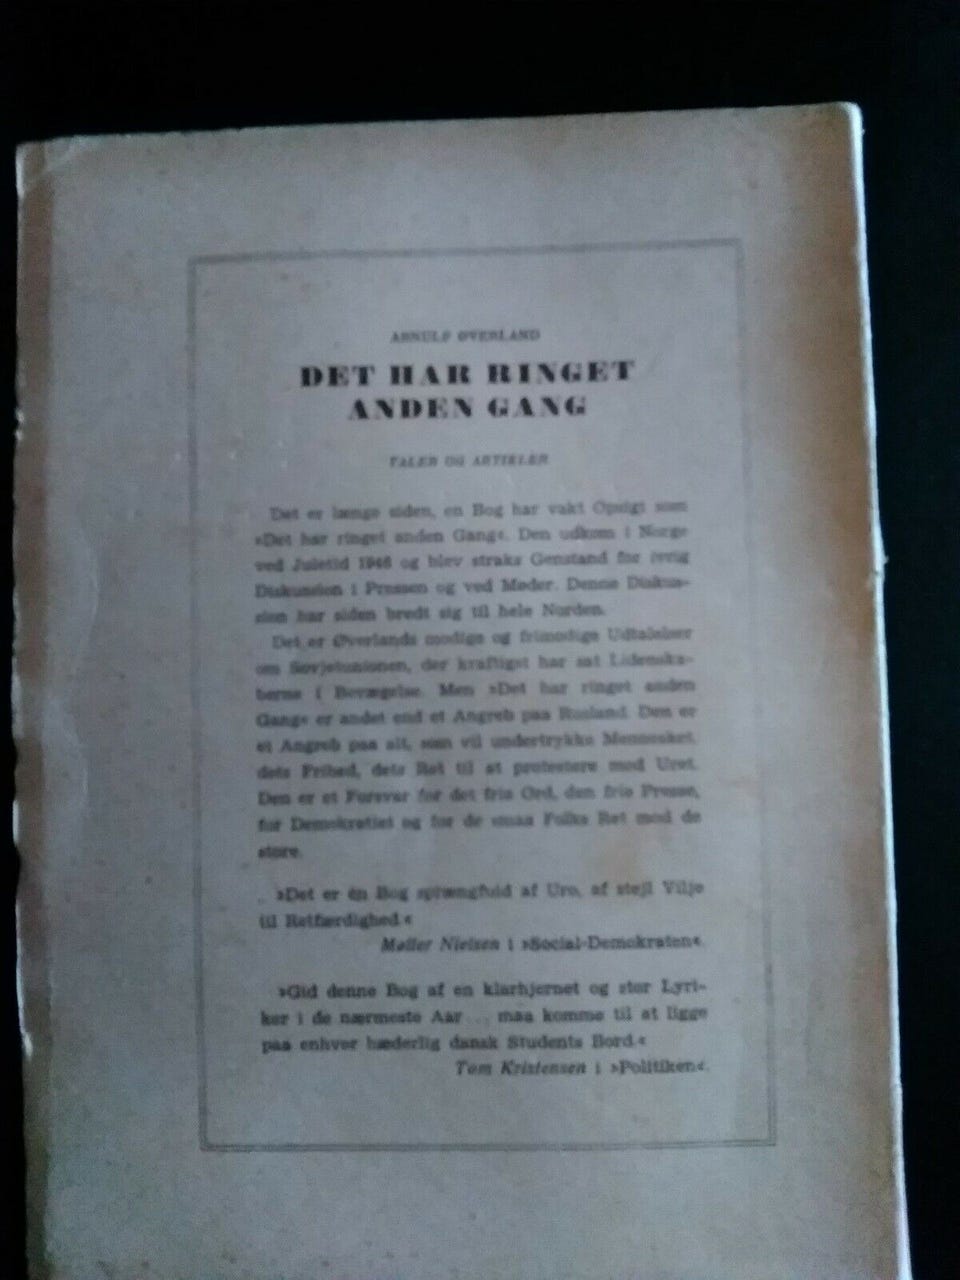 ARNULF ØVERLAND
DET HAR RINGET
ANDEN GANG
TALER OG ARTIKLER
Det er længe siden, en Bog har vakt Opsigt som
»Det har ringet anden Gang«. Den udkom i Norge
ved Juletid 1946 og blev straks Genstand for ivrig
Diskussion i Pressen og ved Møder. Denne Diskus-
sion har siden bredt sig til hele Norden.
Det er Øverlands modige og frimodige Udtalelser
om Sovjetunionen, der kraftigst har sat Lidenska-
berne i Bevægelse. Men »Det har ringet anden
Gang« er andet end et Angreb paa Rusland. Den er
et Angreb paa alt, som vil undertrykke Mennesket,
dets Frihed, dets Ret til at protestere mod Uret.
Den er et Forsvar for det frie Ord, den frie Presse,
for Demokratiet og for de smaa Folks Ret mod de
store.
»Det er en Bog sprængfuld af Uro, af stejl Vilje
til Retfærdighed.«
Møller Nielsen i »Social-Demokraten«.
»Gid denne Bog af en klarhjernet og stor Lyri-
ker i de nærmeste Aar ... maa komme til at ligge
paa enhver hæderlig dansk Students Bord.«
Tom Kristensen i »Politiken«.